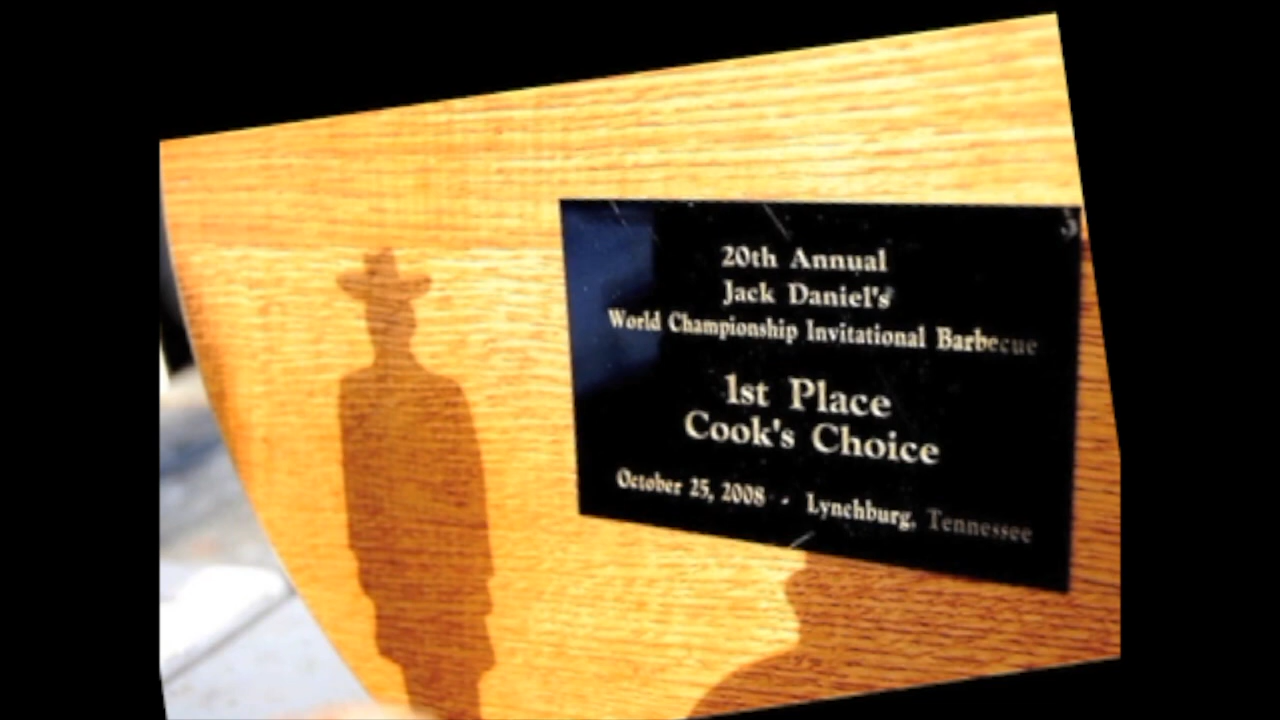 20th Annual
Jack Daniel's
World Championship Invitational Barbecue
1st Place
Cook's Choice
October 25, 2008 - Lynchburg, Tennessee